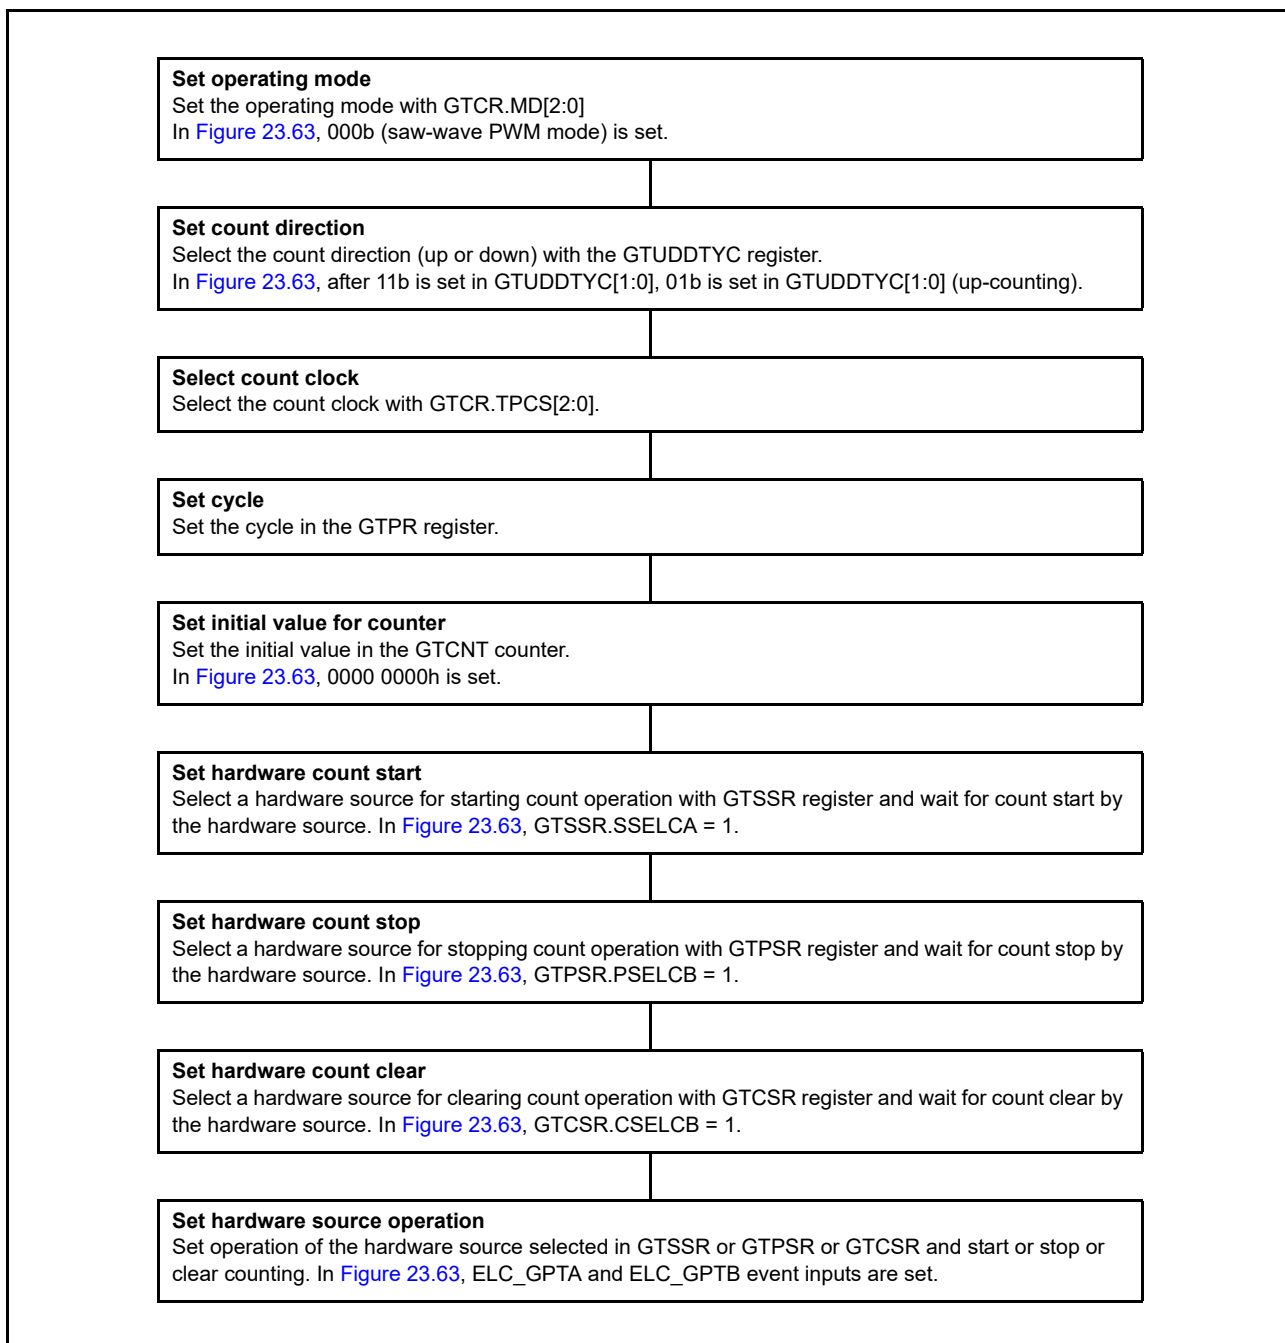 Set operating mode
Set the operating mode with GTCR.MD[2:0]
In Figure 23.63, 000b (saw-wave PWM mode) is set.
Set count direction
Select the count direction (up or down) with the GTUDDTYC register.
In Figure 23.63, after 11b is set in GTUDDTYC[1:0], 01b is set in GTUDDTYC[1:0] (up-counting).
Select count clock
Select the count clock with GTCR.TPCS[2:0].
Set cycle
Set the cycle in the GTPR register.
Set initial value for counter
Set the initial value in the GTCNT counter.
In Figure 23.63, 0000 0000h is set.
Set hardware count start
Select a hardware source for starting count operation with GTSSR register and wait for count start by
the hardware source. In Figure 23.63, GTSSR.SSELCA = 1.
Set hardware count stop
Select a hardware source for stopping count operation with GTPSR register and wait for count stop by
the hardware source. In Figure 23.63, GTPSR.PSELCB = 1.
Set hardware count clear
Select a hardware source for clearing count operation with GTCSR register and wait for count clear by
the hardware source. In Figure 23.63, GTCSR.CSELCB = 1.
Set hardware source operation
Set operation of the hardware source selected in GTSSR or GTPSR or GTCSR and start or stop or
clear counting. In Figure 23.63, ELC_GPTA and ELC_GPTB event inputs are set.